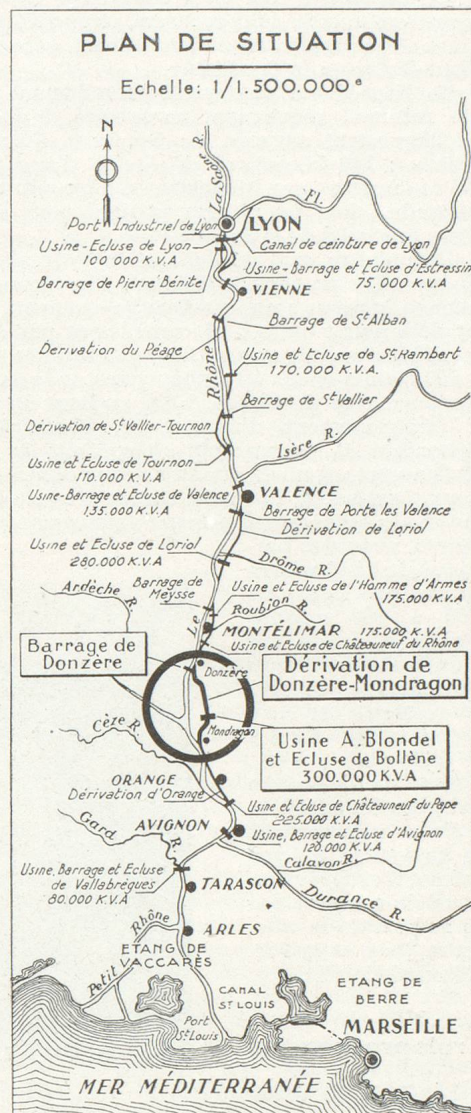 PLAN DE SITUATION
Echelle: 1/1.500.000e
N
La Saône R.
Fl.
Port Industriel de Lyon
LYON
Usine-Ecluse de Lyon
100 000 K.V.A
Canal de ceinture de Lyon
Barrage de Pierre Bénite
Usine-Barrage et Ecluse d'Estressin
75.000 K.V.A
VIENNE
Barrage de St Alban
Dérivation du Péage
Rhône
Usine et Ecluse de St Rambert
170.000 K.V.A.
Barrage de St Vallier
Dérivation de St Vallier-Tournon
Isère R.
Usine et Ecluse de Tournon
110.000 K.V.A
VALENCE
Usine-Barrage et Ecluse de Valence
135.000 K.V.A
Barrage de Porte les Valence
Dérivation de Loriol
Usine et Ecluse de Loriol
280.000 K.V.A
Drôme R.
Ardèche R.
Barrage de
Meysse
Usine et Ecluse de l'Homme d'Armes
175.000 K.V.A
Le
Roubion R.
MONTÉLIMAR
175.000 K.V.A
Usine et Ecluse de Châteauneuf du Rhône
Barrage de
Donzère
Donzère
Dérivation de
Donzère-Mondragon
Cèze R.
Mondragon
Usine A. Blondel
et Ecluse de Bollène
300.000 K.V.A
ORANGE
Dérivation d'Orange
Usine et Ecluse de Châteauneuf du Pape
225.000 K.V.A
Gard R.
AVIGNON
Usine, Barrage et Ecluse d'Avignon
120.000 K.V.A
Calavon R.
Usine, Barrage et Ecluse
de Vallabrègues
80.000 K.V.A
TARASCON
Durance R.
Petit Rhône
ARLES
ETANG DE
VACCARÈS
CANAL
ST LOUIS
ETANG DE
BERRE
Port
St Louis
MARSEILLE
MER MÉDITERRANÉE